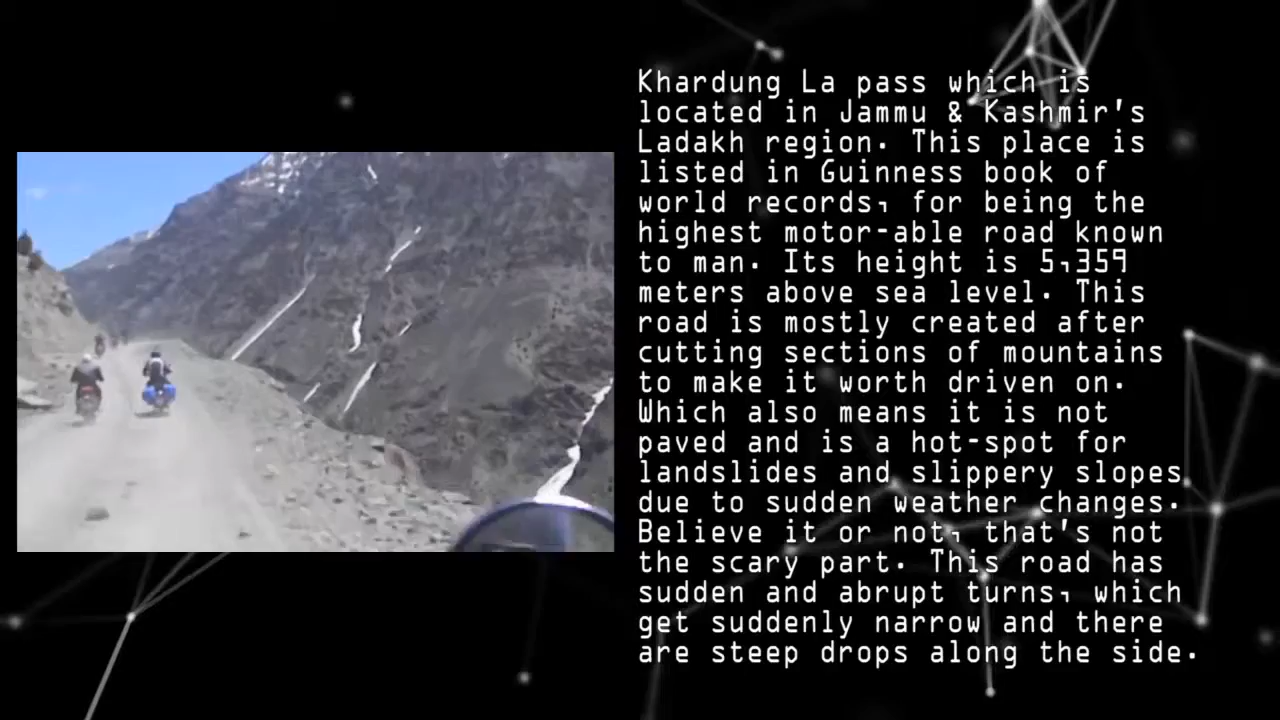 Khardung La pass which is
located in Jammu & Kashmir's
Ladakh region. This place is
listed in Guinness book of
world records, for being the
highest motor-able road known
to man. Its height is 5,359
meters above sea level. This
road is mostly created after
cutting sections of mountains
to make it worth driven on.
Which also means it is not
paved and is a hot-spot for
landslides and slippery slopes
due to sudden weather changes.
Believe it or not, that's not
the scary part. This road has
sudden and abrupt turns, which
get suddenly narrow and there
are steep drops along the side.